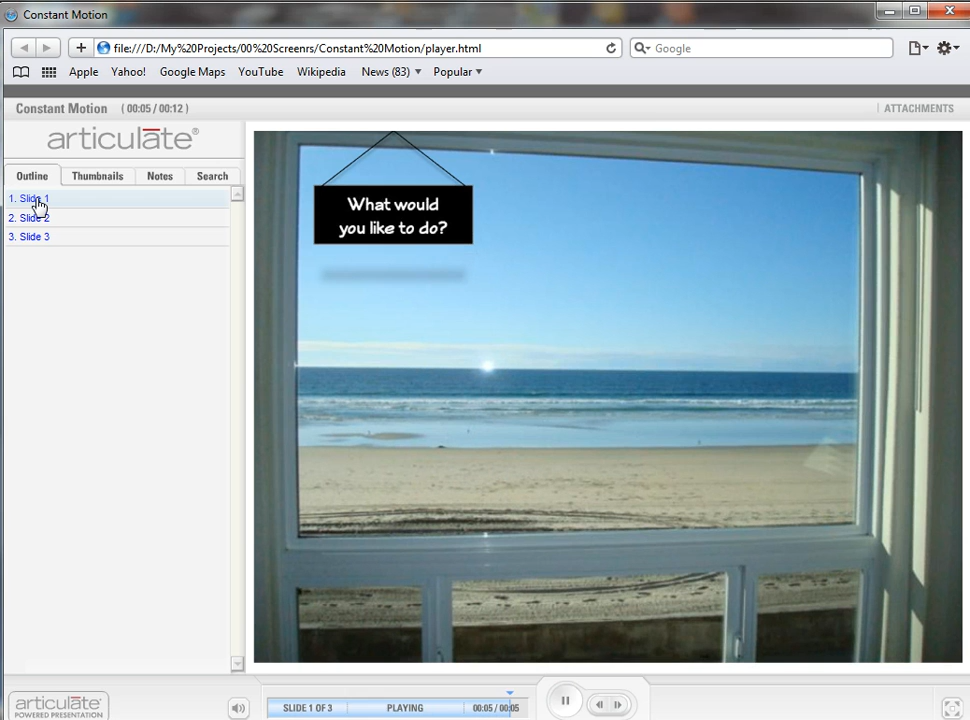 Constant Motion
file:///D:/My%20Projects/00%20Screenrs/Constant%20Motion/player.html
Google
Apple Yahoo! Google Maps YouTube Wikipedia News (83) Popular
Constant Motion ( 00:05 / 00:12 ) ATTACHMENTS
articulate®
Outline Thumbnails Notes Search
1. Slide 1
2. Slide 2
3. Slide 3
What would
you like to do?
articulate®
POWERED PRESENTATION
SLIDE 1 OF 3 PLAYING 00:05 / 00:05